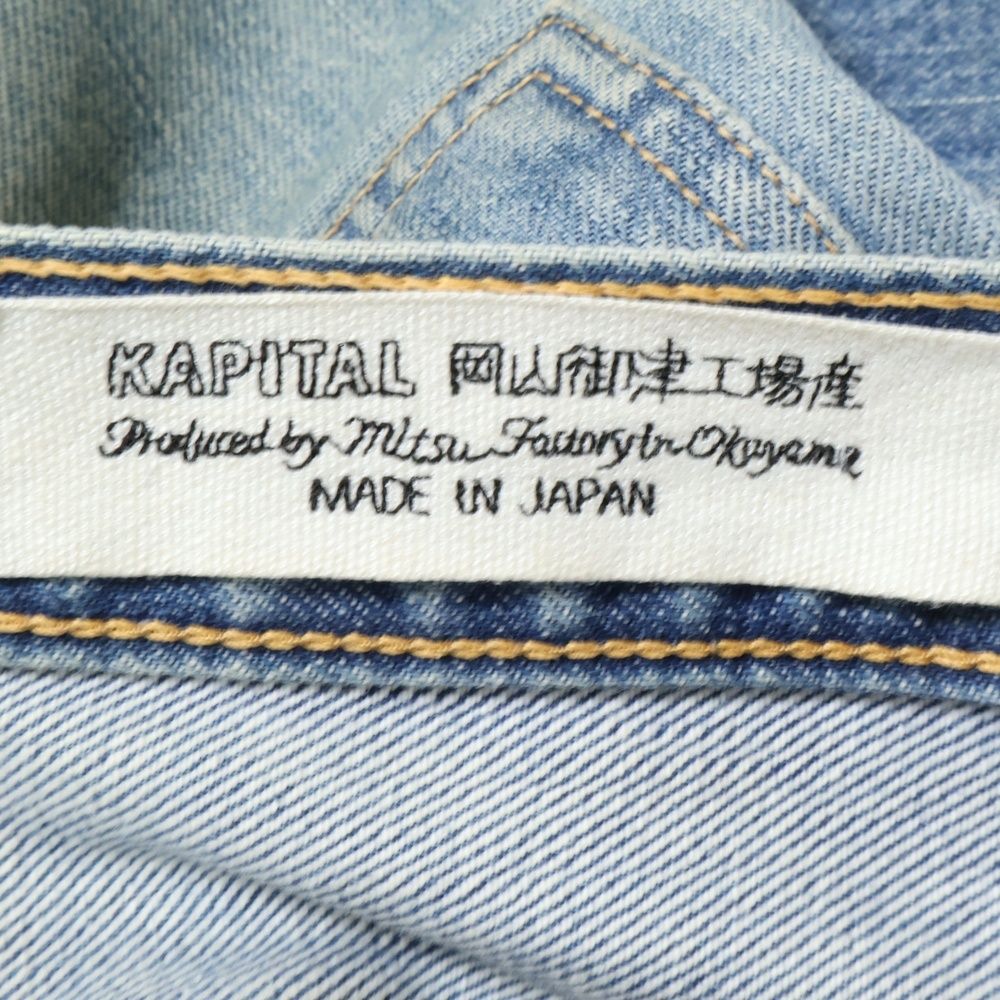 KAPITAL 岡山御津工場産
Produced by Mitsu Factory in Okayama
MADE IN JAPAN